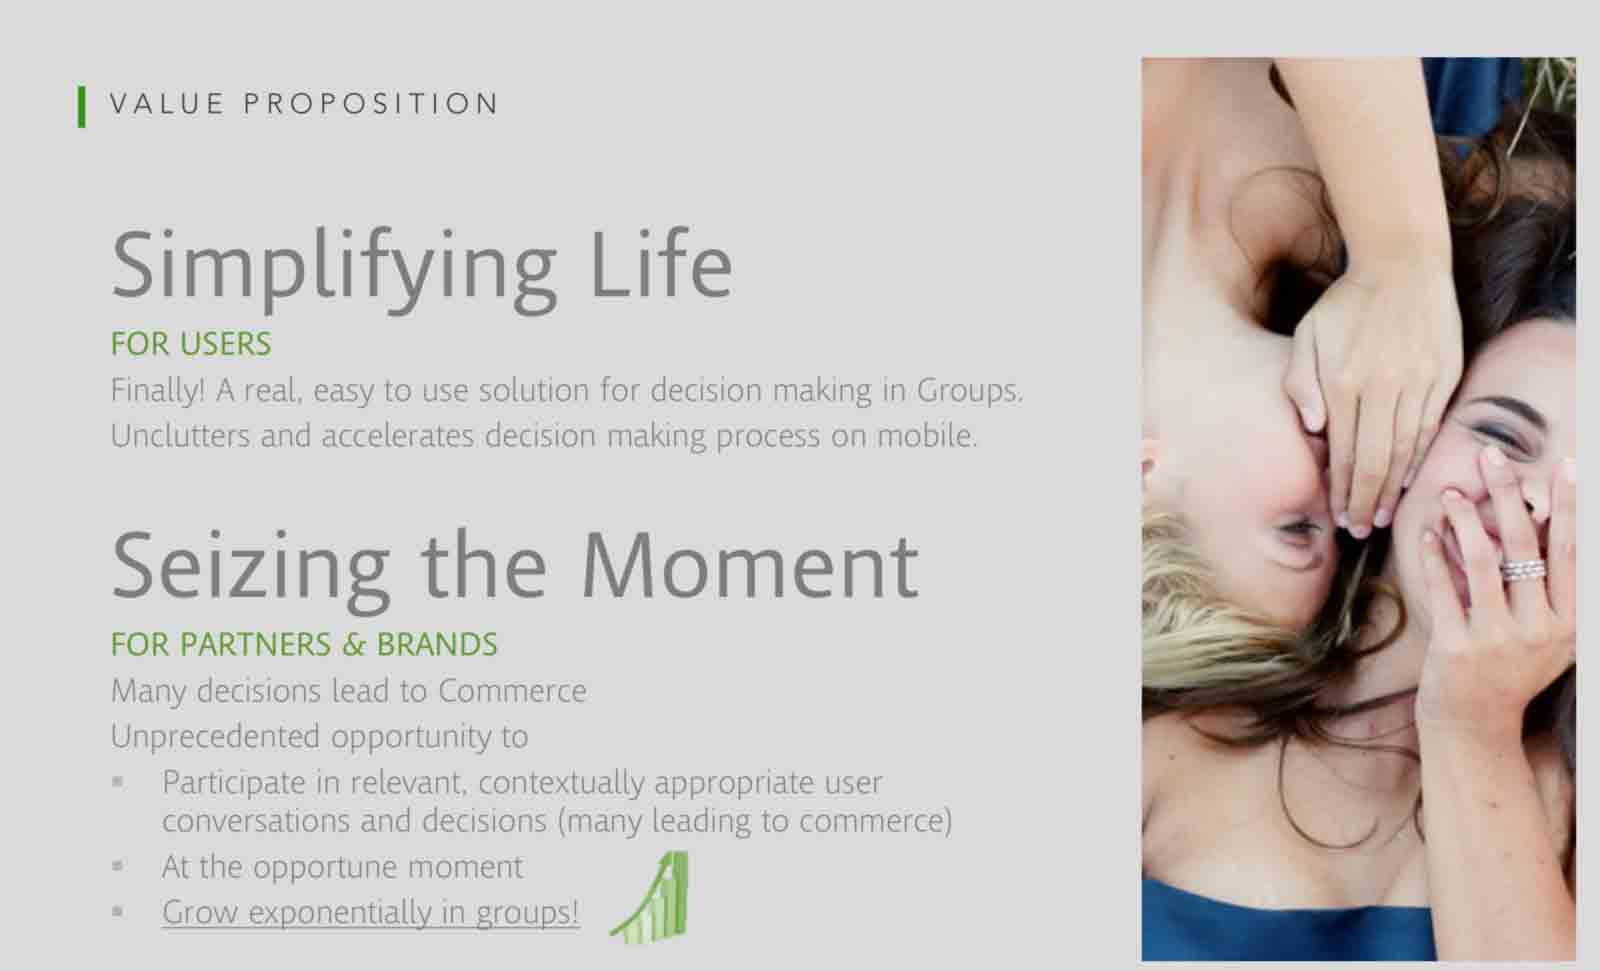 VALUE PROPOSITION
Simplifying Life
FOR USERS
Finally! A real, easy to use solution for decision making in Groups.
Unclutters and accelerates decision making process on mobile.
Seizing the Moment
FOR PARTNERS & BRANDS
Many decisions lead to Commerce
Unprecedented opportunity to
▪ Participate in relevant, contextually appropriate user
conversations and decisions (many leading to commerce)
▪ At the opportune moment
▪ Grow exponentially in groups!